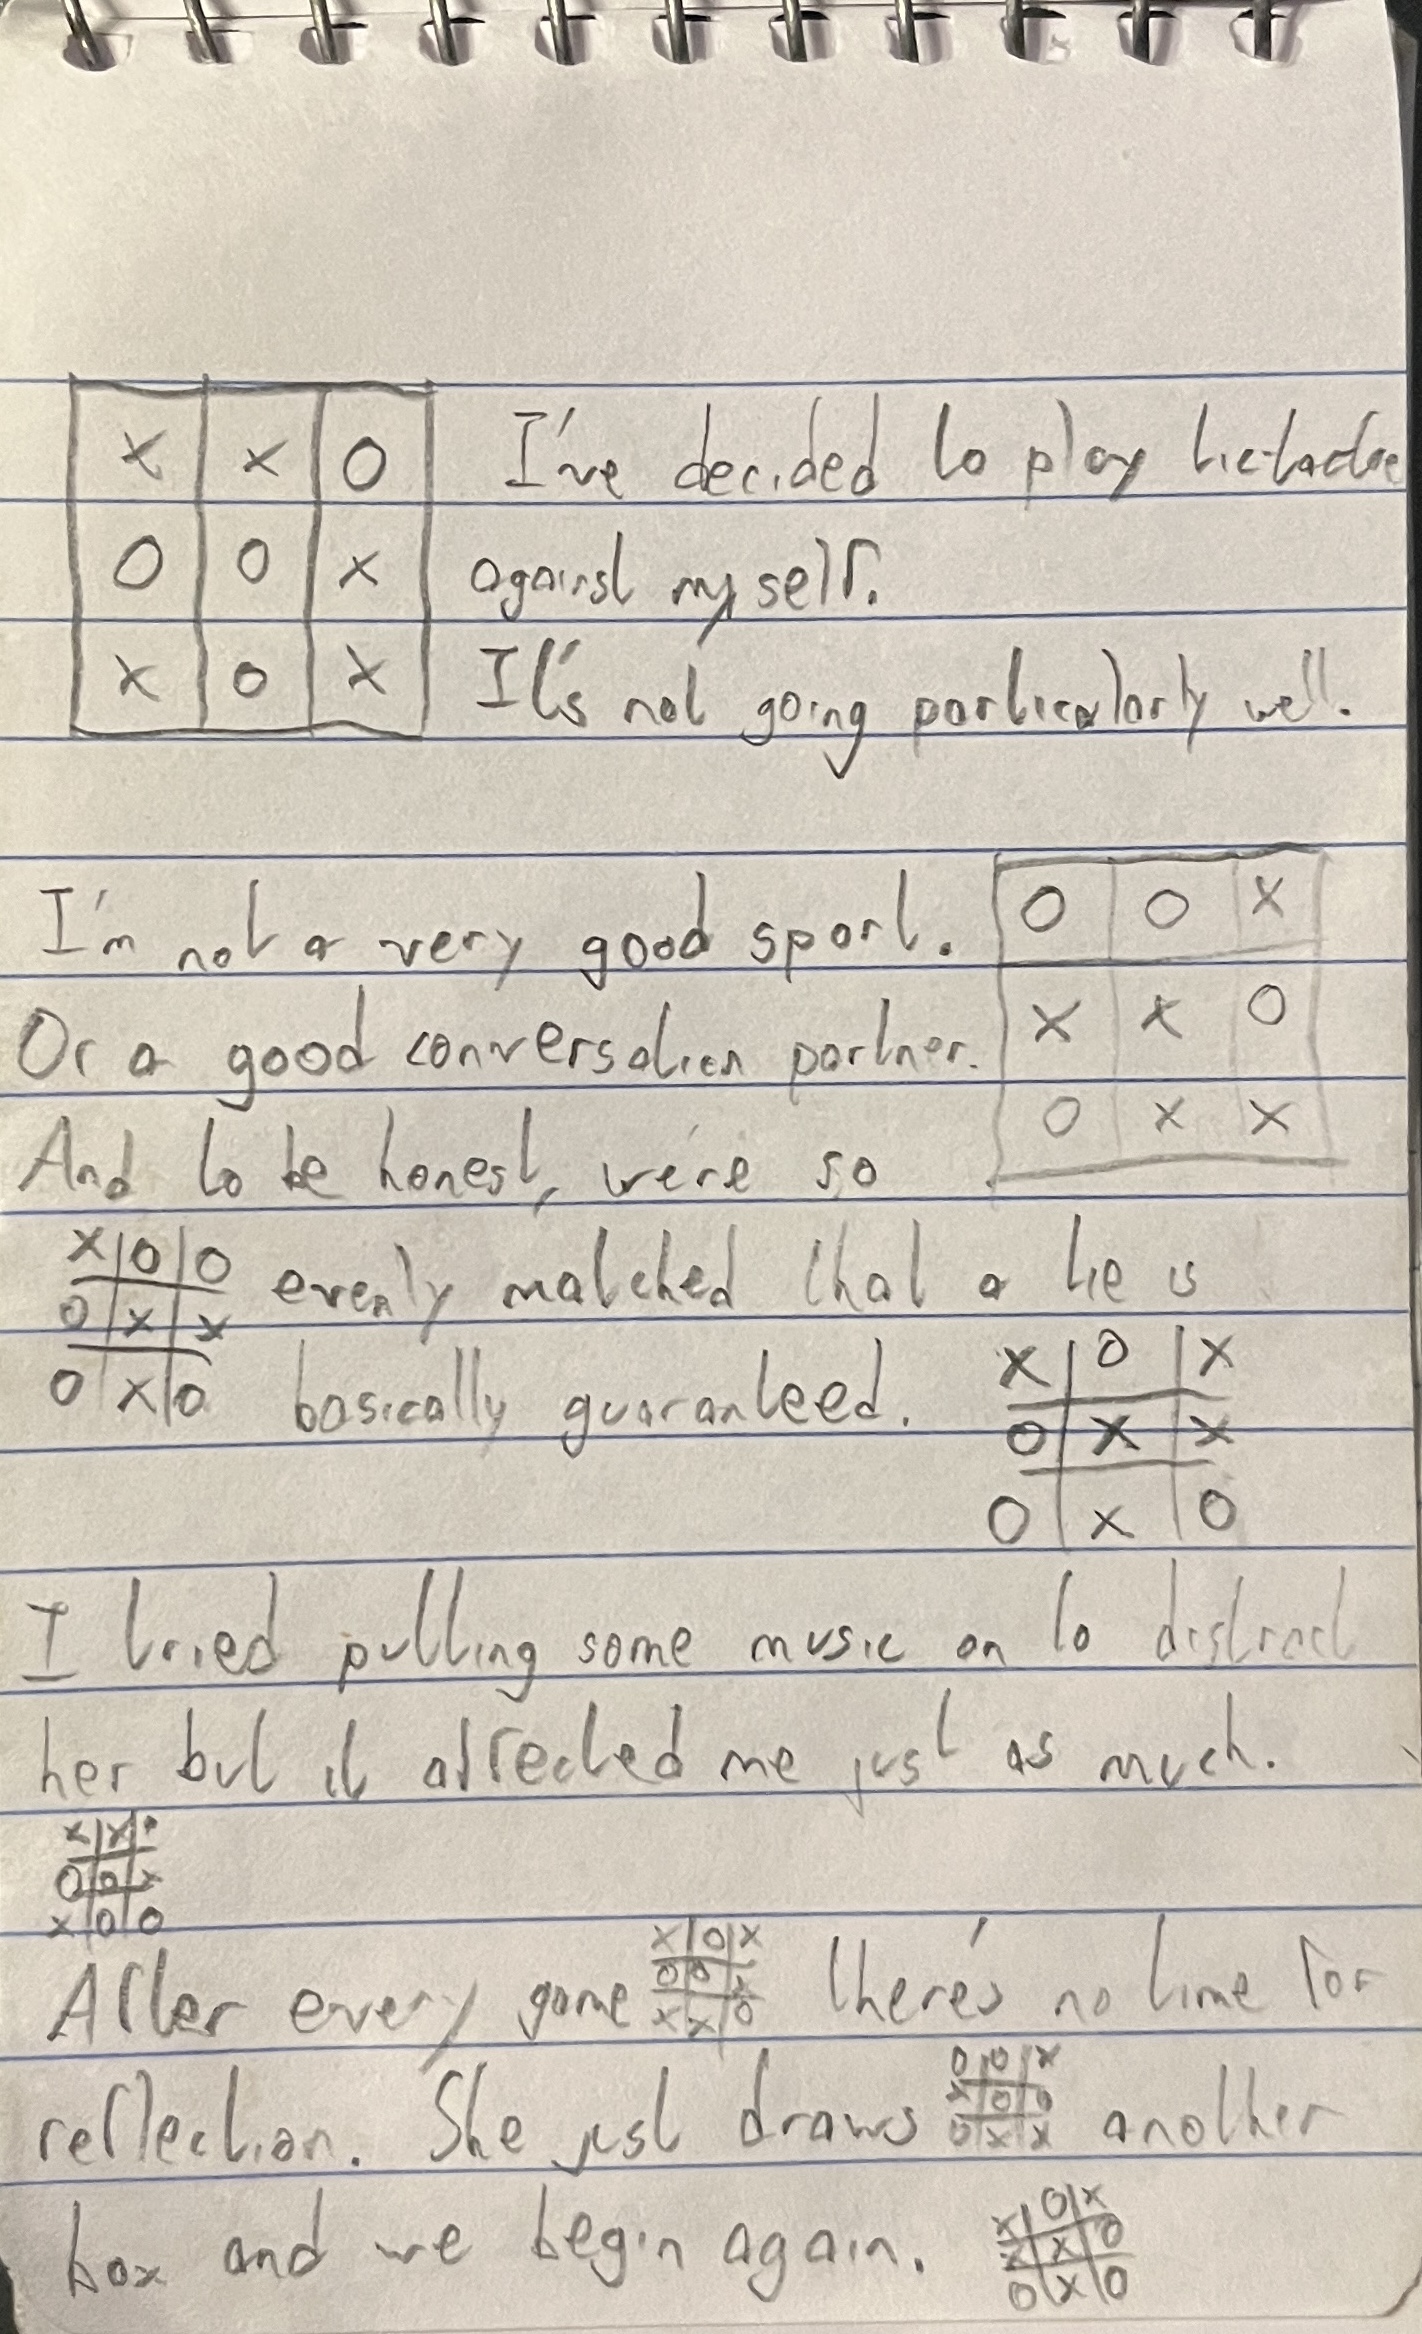 X X O I've decided to play tic-tac-toe
O O X against myself.
X O X It's not going particularly well.
I'm not a very good sport. O O X
Or a good conversation partner. X X O
And to be honest, we're so O X X
X O O evenly matched that a tie is
O X X
O X O basically guaranteed. X O X
O X X
O X O
I tried putting some music on to distract
her but it affected me just as much.
X X O
O O X
X O O
After every game X O X there's no time for
O O X
X X O
reflection. She just draws O O X another
X O O
O X X
box and we begin again. X O X
X X O
O X O